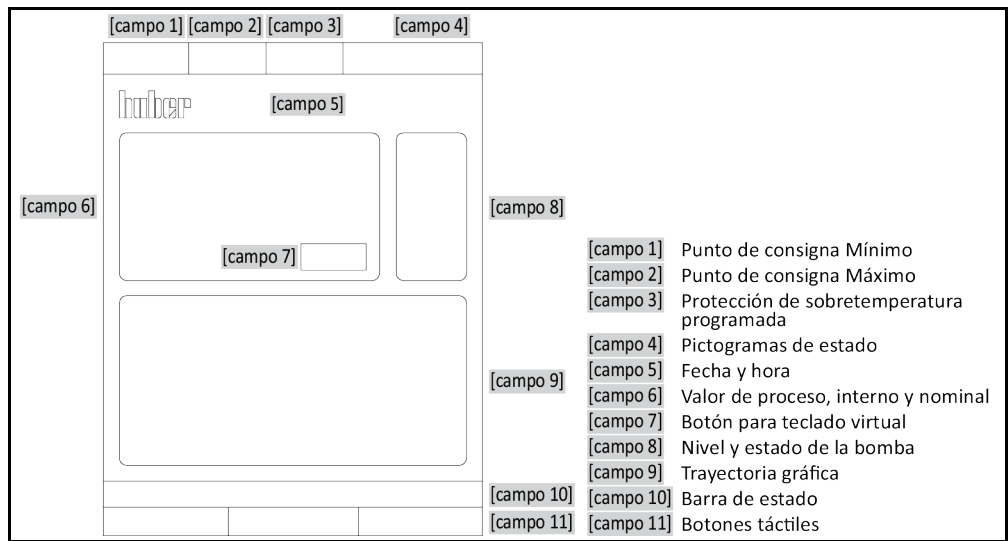 [campo 1] [campo 2] [campo 3] [campo 4]
huber [campo 5]
[campo 6] [campo 8]
[campo 7]
[campo 9]
[campo 10]
[campo 11]
[campo 1] Punto de consigna Mínimo
[campo 2] Punto de consigna Máximo
[campo 3] Protección de sobretemperatura
programada
[campo 4] Pictogramas de estado
[campo 5] Fecha y hora
[campo 6] Valor de proceso, interno y nominal
[campo 7] Botón para teclado virtual
[campo 8] Nivel y estado de la bomba
[campo 9] Trayectoria gráfica
[campo 10] Barra de estado
[campo 11] Botones táctiles